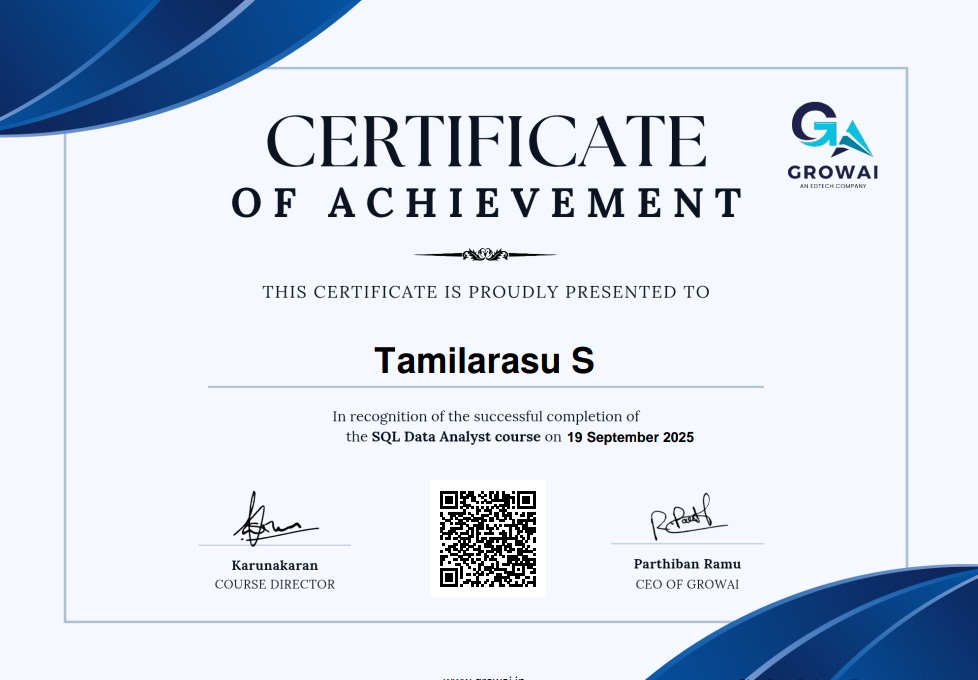 CERTIFICATE
OF ACHIEVEMENT
GROWAI
AN EDTECH COMPANY
THIS CERTIFICATE IS PROUDLY PRESENTED TO
Tamilarasu S
In recognition of the successful completion of
the SQL Data Analyst course on 19 September 2025
Karunakaran
COURSE DIRECTOR
Parthiban Ramu
CEO OF GROWAI